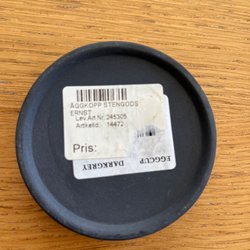 ÄGGKOPP STENGODS
ERNST
Lev.Art.Nr: 245305
Artikelid: 14472
Pris:
EGGCUP
DARKGREY